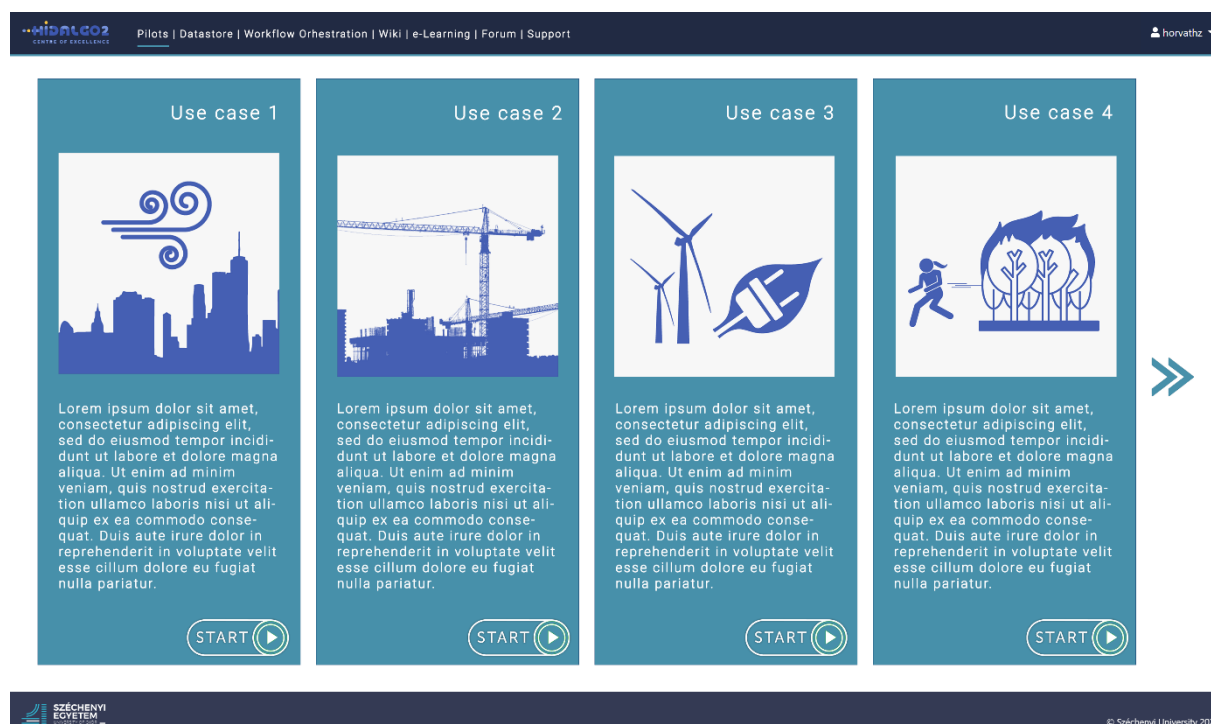 HIDALGO2
CENTRE OF EXCELLENCE
Pilots | Datastore | Workflow Orhestration | Wiki | e-Learning | Forum | Support
horvathz
Use case 1
Lorem ipsum dolor sit amet,
consectetur adipiscing elit,
sed do eiusmod tempor incidi-
dunt ut labore et dolore magna
aliqua. Ut enim ad minim
veniam, quis nostrud exercita-
tion ullamco laboris nisi ut ali-
quip ex ea commodo conse-
quat. Duis aute irure dolor in
reprehenderit in voluptate velit
esse cillum dolore eu fugiat
nulla pariatur.
START
Use case 2
Lorem ipsum dolor sit amet,
consectetur adipiscing elit,
sed do eiusmod tempor incidi-
dunt ut labore et dolore magna
aliqua. Ut enim ad minim
veniam, quis nostrud exercita-
tion ullamco laboris nisi ut ali-
quip ex ea commodo conse-
quat. Duis aute irure dolor in
reprehenderit in voluptate velit
esse cillum dolore eu fugiat
nulla pariatur.
START
Use case 3
Lorem ipsum dolor sit amet,
consectetur adipiscing elit,
sed do eiusmod tempor incidi-
dunt ut labore et dolore magna
aliqua. Ut enim ad minim
veniam, quis nostrud exercita-
tion ullamco laboris nisi ut ali-
quip ex ea commodo conse-
quat. Duis aute irure dolor in
reprehenderit in voluptate velit
esse cillum dolore eu fugiat
nulla pariatur.
START
Use case 4
Lorem ipsum dolor sit amet,
consectetur adipiscing elit,
sed do eiusmod tempor incidi-
dunt ut labore et dolore magna
aliqua. Ut enim ad minim
veniam, quis nostrud exercita-
tion ullamco laboris nisi ut ali-
quip ex ea commodo conse-
quat. Duis aute irure dolor in
reprehenderit in voluptate velit
esse cillum dolore eu fugiat
nulla pariatur.
START
SZÉCHENYI
EGYETEM
© Széchenyi University